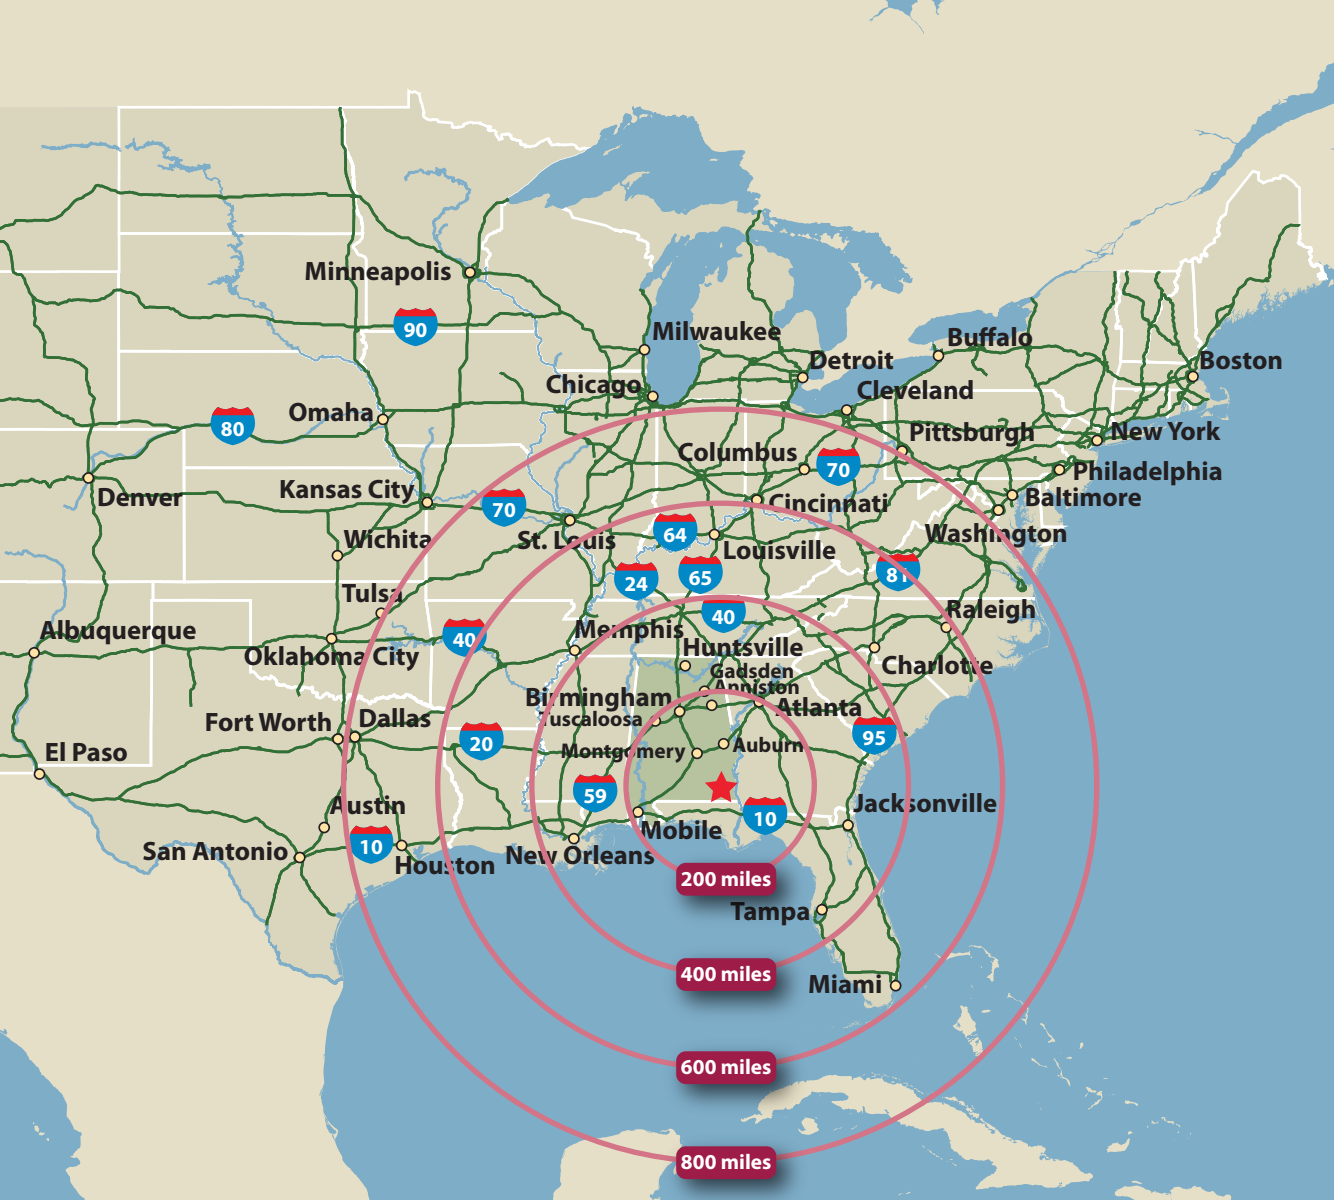 Minneapolis
90
Milwaukee
Buffalo
Detroit
Boston
Chicago
Cleveland
Omaha
80
Pittsburgh
New York
Columbus
70
Philadelphia
Denver
Kansas City
70
Cincinnati
Baltimore
Wichita
St. Louis
64
Louisville
Washington
24
65
81
Tulsa
40
Raleigh
Albuquerque
40
Memphis
Huntsville
Oklahoma City
Charlotte
Gadsden
Anniston
Birmingham
Atlanta
Fort Worth
Dallas
Tuscaloosa
20
Montgomery
Auburn
95
El Paso
59
Austin
Jacksonville
10
Mobile
10
San Antonio
Houston
New Orleans
200 miles
Tampa
400 miles
Miami
600 miles
800 miles